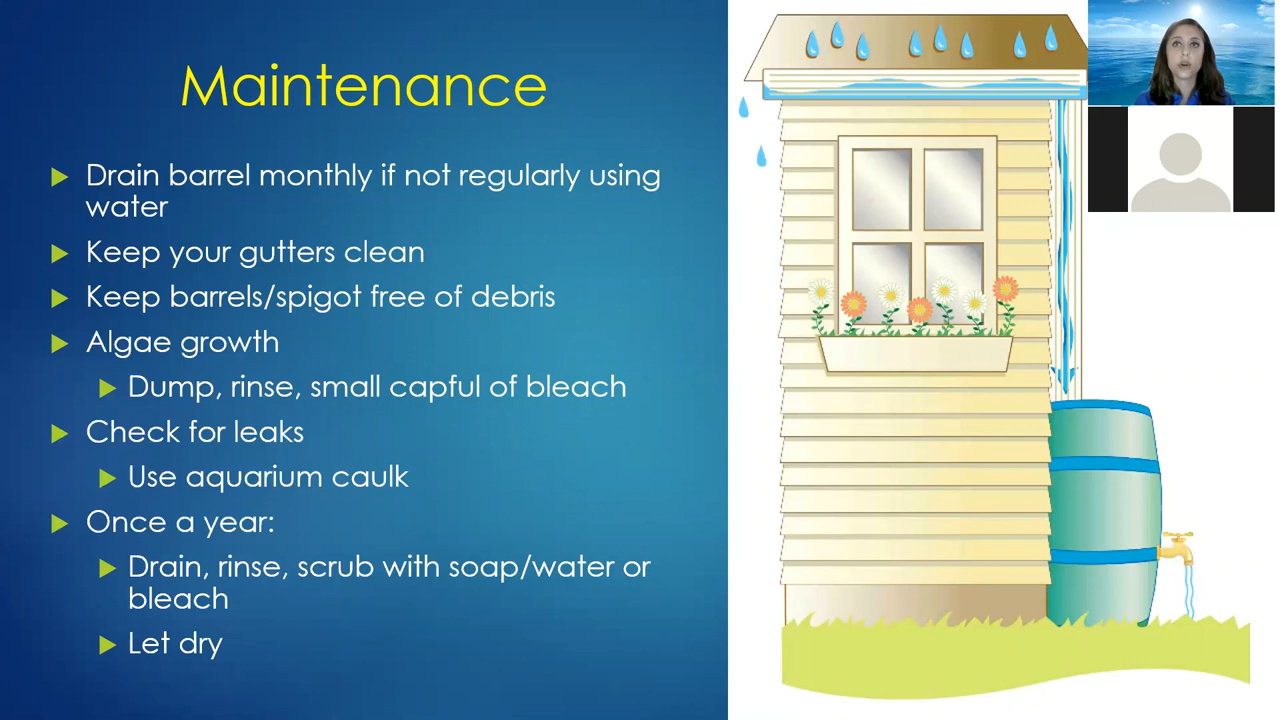 Maintenance
Drain barrel monthly if not regularly using
water
Keep your gutters clean
Keep barrels/spigot free of debris
Algae growth
Dump, rinse, small capful of bleach
Check for leaks
Use aquarium caulk
Once a year:
Drain, rinse, scrub with soap/water or
bleach
Let dry